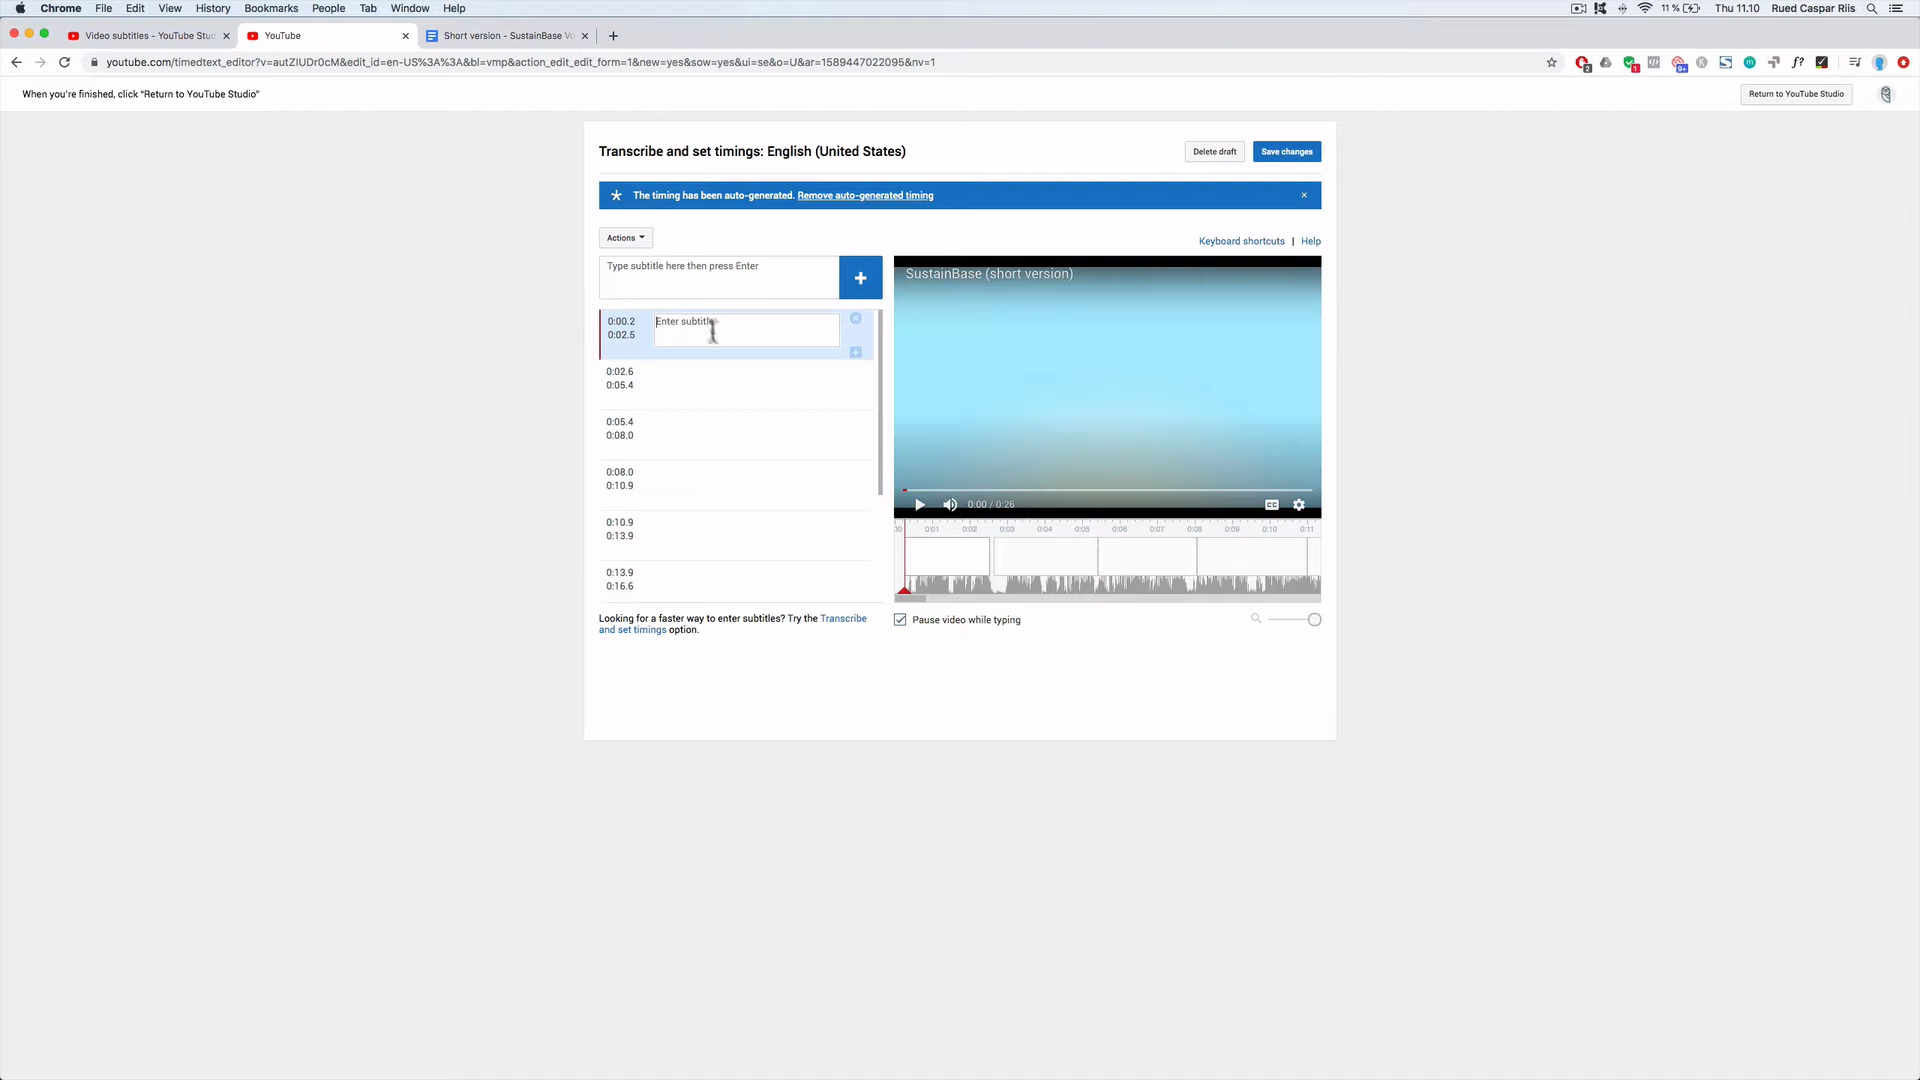 Chrome File Edit View History Bookmarks People Tab Window Help
11 % Thu 11.10 Rued Caspar Riis
Video subtitles - YouTube Stud
YouTube
Short version - SustainBase Vo
youtube.com/timedtext_editor?v=autZIUDr0cM&edit_id=en-US%3A%3A&bl=vmp&action_edit_edit_form=1&new=yes&sow=yes&ui=se&o=U&ar=1589447022095&nv=1
When you're finished, click "Return to YouTube Studio"
Return to YouTube Studio
Transcribe and set timings: English (United States)
Delete draft
Save changes
The timing has been auto-generated. Remove auto-generated timing
Actions
Keyboard shortcuts | Help
Type subtitle here then press Enter
SustainBase (short version)
0:00.2
0:02.5
Enter subtitle
0:02.6
0:05.4
0:05.4
0:08.0
0:08.0
0:10.9
0:10.9
0:13.9
0:13.9
0:16.6
0:00 / 0:26
CC
00 0:01 0:02 0:03 0:04 0:05 0:06 0:07 0:08 0:09 0:10 0:11
Looking for a faster way to enter subtitles? Try the Transcribe
and set timings option.
Pause video while typing